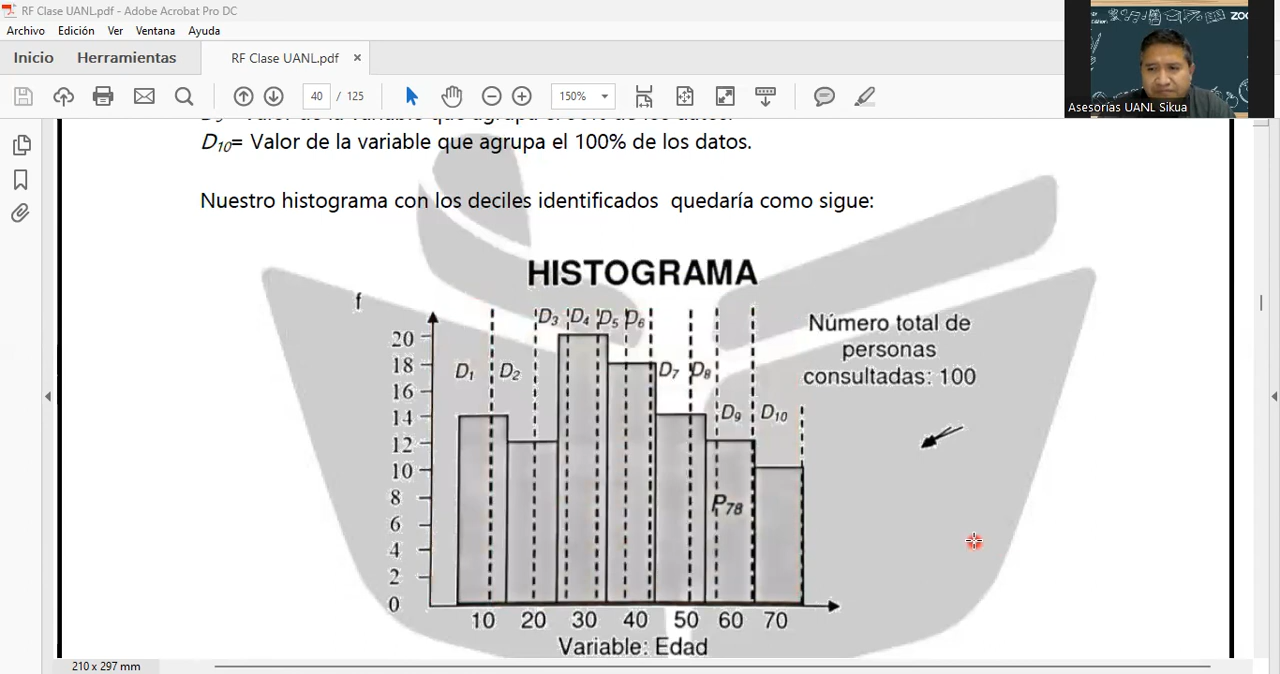 RF Clase UANL.pdf - Adobe Acrobat Pro DC
Archivo Edición Ver Ventana Ayuda
Inicio Herramientas RF Clase UANL.pdf ×
40 / 125 150%
Asesorías UANL Sikua
D10= Valor de la variable que agrupa el 100% de los datos.
Nuestro histograma con los deciles identificados quedaría como sigue:
HISTOGRAMA
f
D3 D4 D5 D6
D1 D2 D7 D8
D9 D10
P78
Número total de
personas
consultadas: 100
20
18
16
14
12
10
8
6
4
2
0
10 20 30 40 50 60 70
Variable: Edad
210 x 297 mm